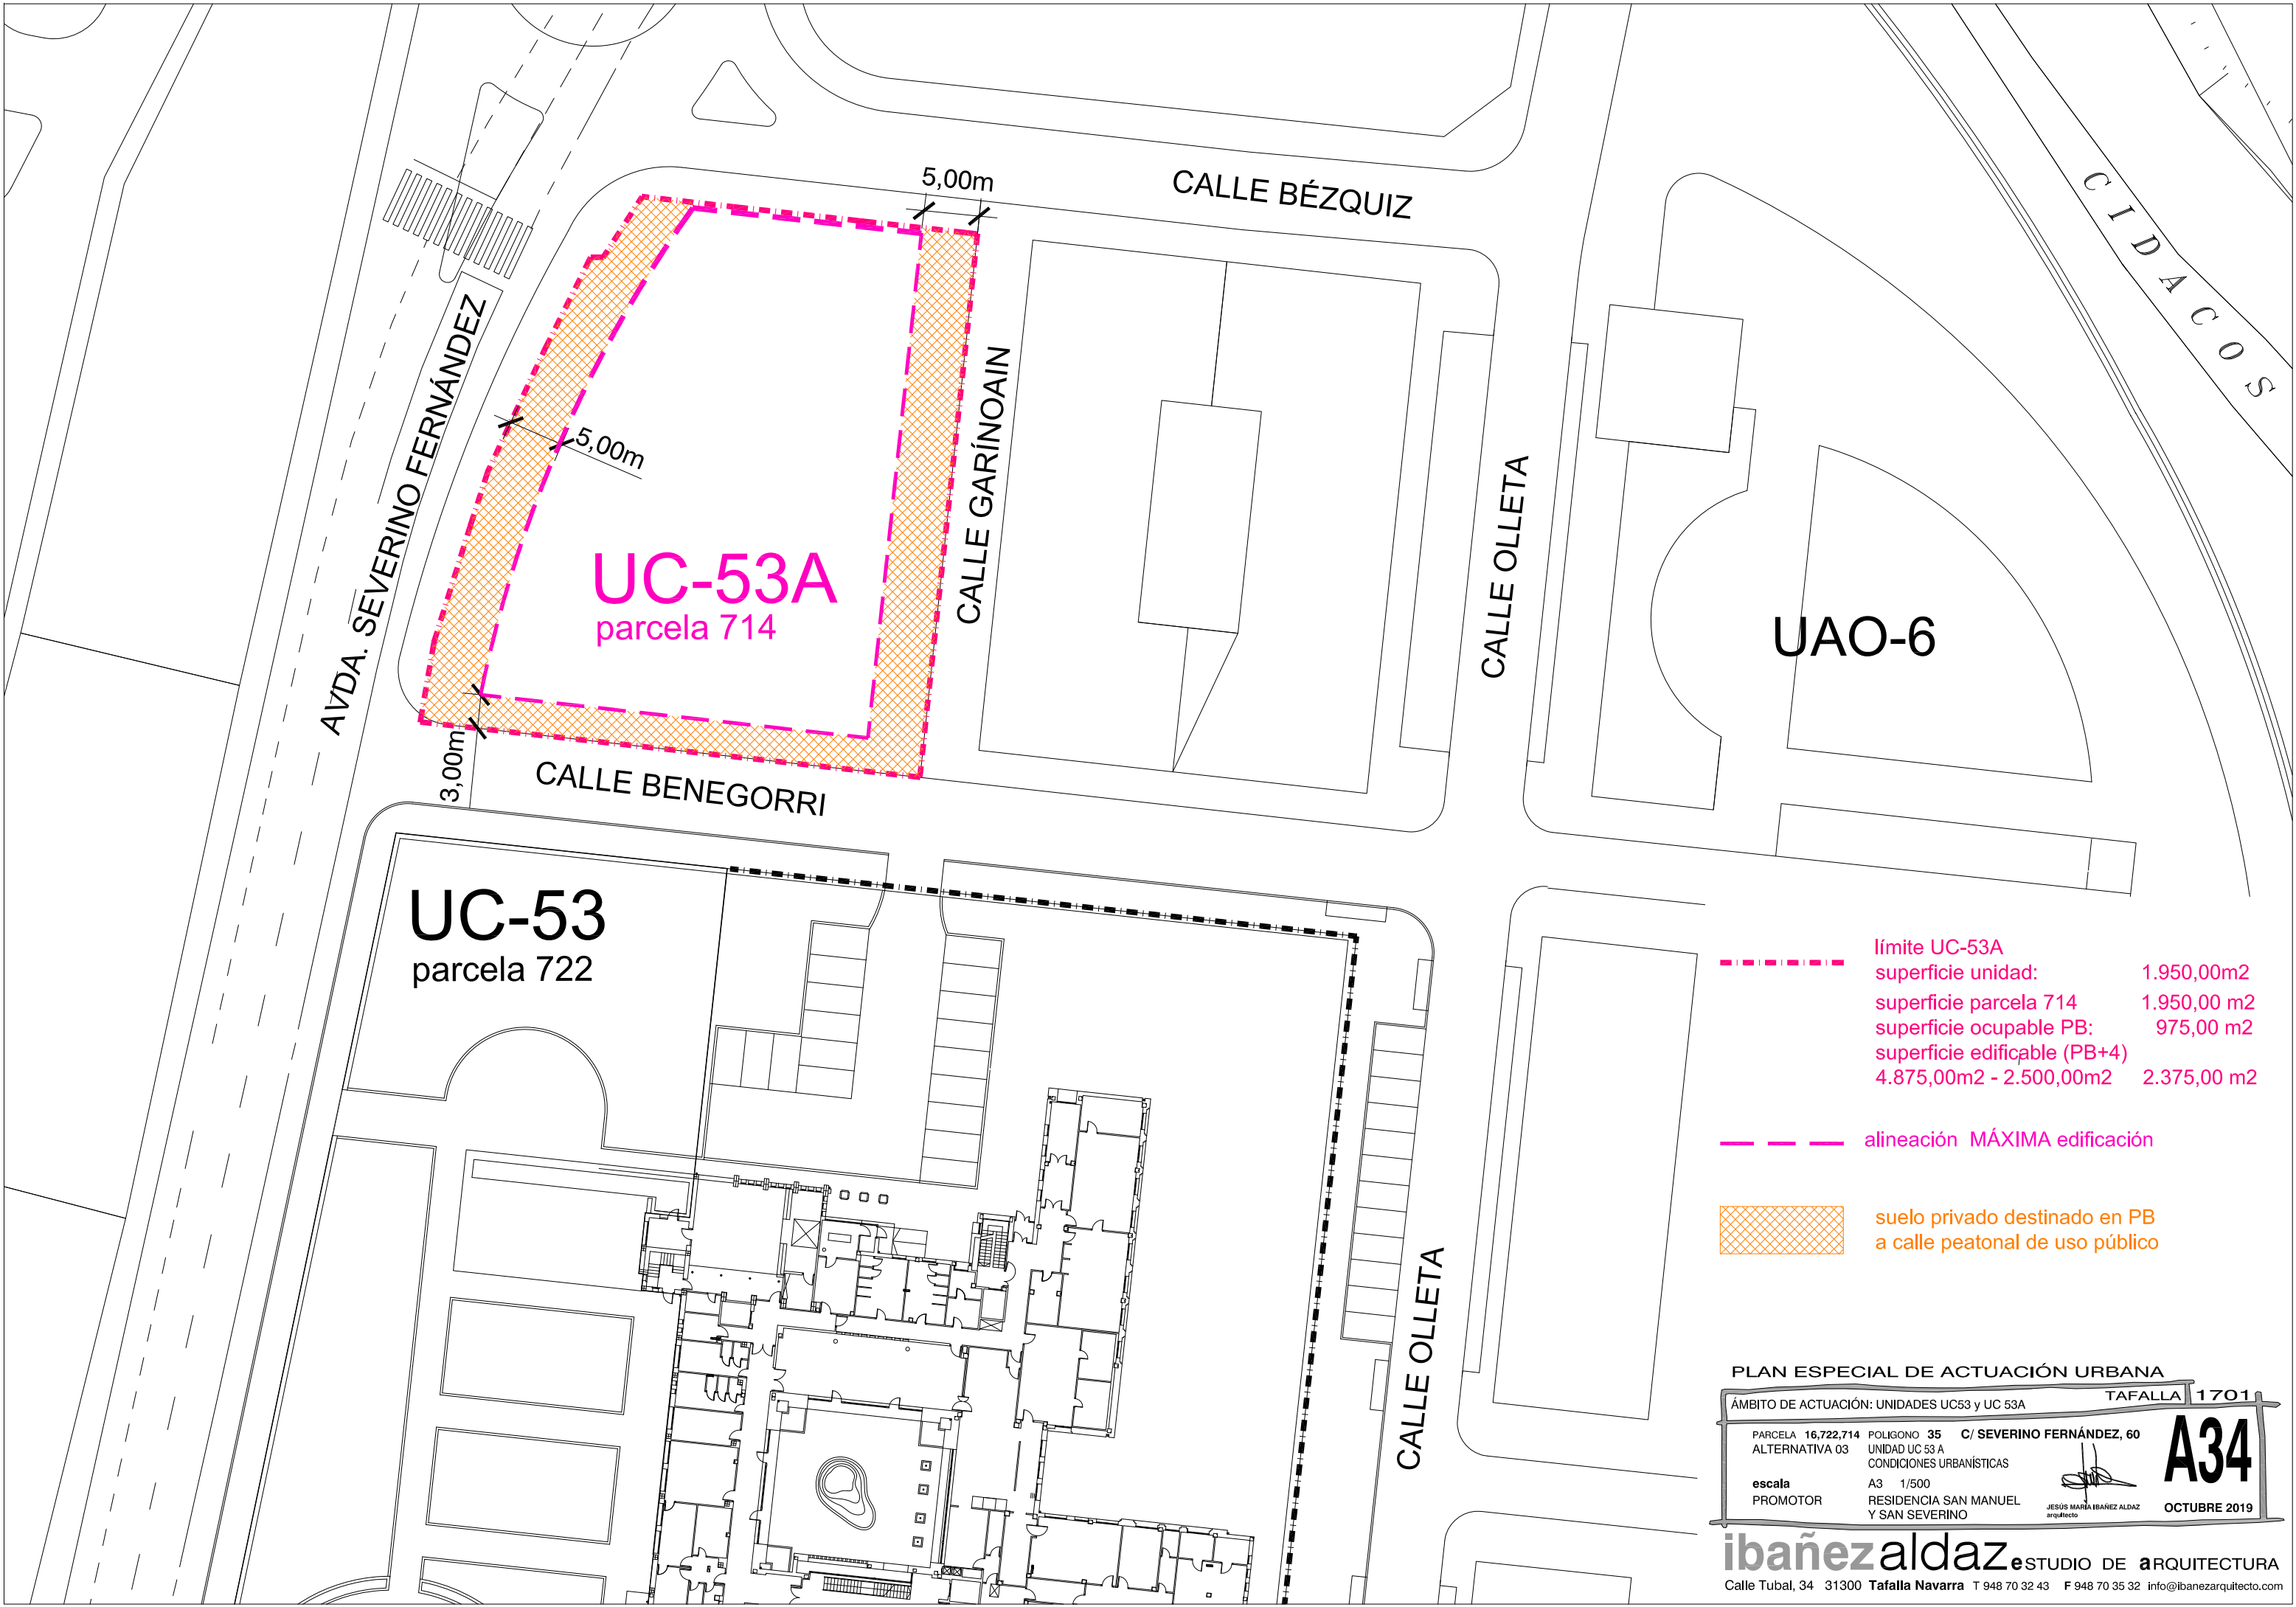 5,00m
CALLE BÉZQUIZ
CIDACOS
AVDA. SEVERINO FERNÁNDEZ
5,00m
CALLE GARÍNOAIN
UC-53A
parcela 714
CALLE OLLETA
UAO-6
3,00m
CALLE BENEGORRI
UC-53
parcela 722
CALLE OLLETA
límite UC-53A
superficie unidad: 1.950,00m2
superficie parcela 714 1.950,00 m2
superficie ocupable PB: 975,00 m2
superficie edificable (PB+4)
4.875,00m2 - 2.500,00m2 2.375,00 m2
alineación MÁXIMA edificación
suelo privado destinado en PB
a calle peatonal de uso público
PLAN ESPECIAL DE ACTUACIÓN URBANA
TAFALLA 1701
ÁMBITO DE ACTUACIÓN: UNIDADES UC53 y UC 53A
PARCELA 16,722,714 POLIGONO 35 C/ SEVERINO FERNÁNDEZ, 60
A34
ALTERNATIVA 03 UNIDAD UC 53 A
CONDICIONES URBANÍSTICAS
escala A3 1/500
PROMOTOR RESIDENCIA SAN MANUEL
Y SAN SEVERINO
JESÚS MARÍA IBAÑEZ ALDAZ
arquitecto
OCTUBRE 2019
ibañezaldaz eSTUDIO DE aRQUITECTURA
Calle Tubal, 34 31300 Tafalla Navarra T 948 70 32 43 F 948 70 35 32 info@ibanezarquitecto.com